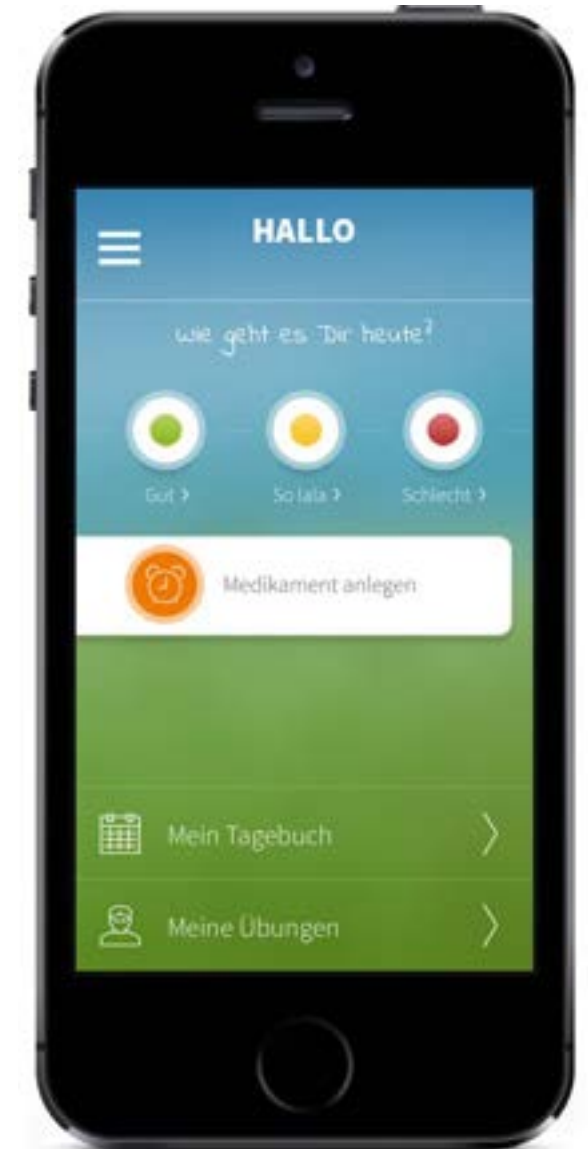 HALLO
wie geht es Dir heute?
Gut > So lala > Schlecht >
Medikament anlegen
Mein Tagebuch
Meine Übungen